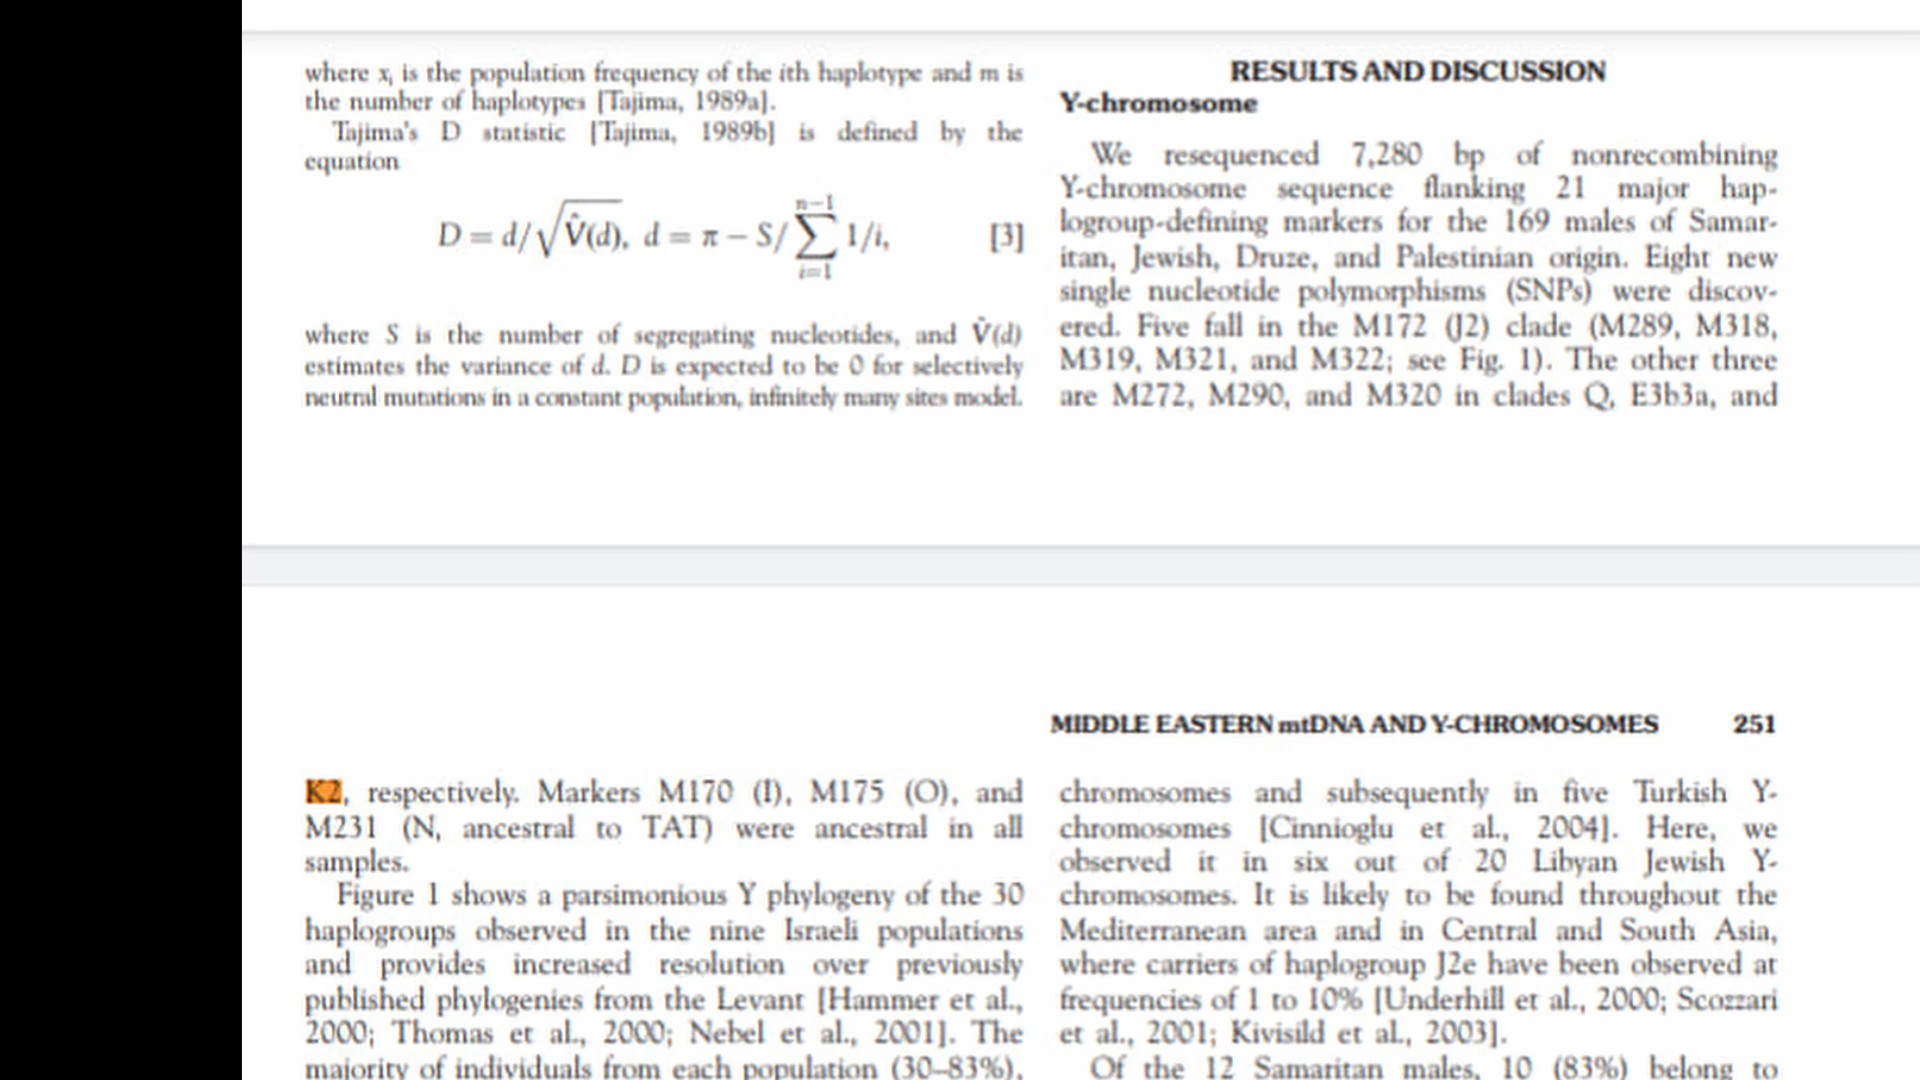 where xᵢ is the population frequency of the ith haplotype and m is
the number of haplotypes [Tajima, 1989a].
Tajima's D statistic [Tajima, 1989b] is defined by the
equation
D = d/√V̂(d), d = π − S/ ∑ᵢ₌₁ⁿ⁻¹ 1/i, [3]
where S is the number of segregating nucleotides, and V̂(d)
estimates the variance of d. D is expected to be 0 for selectively
neutral mutations in a constant population, infinitely many sites model.
RESULTS AND DISCUSSION
Y-chromosome
We resequenced 7,280 bp of nonrecombining
Y-chromosome sequence flanking 21 major hap-
logroup-defining markers for the 169 males of Samar-
itan, Jewish, Druze, and Palestinian origin. Eight new
single nucleotide polymorphisms (SNPs) were discov-
ered. Five fall in the M172 (J2) clade (M289, M318,
M319, M321, and M322; see Fig. 1). The other three
are M272, M290, and M320 in clades Q, E3b3a, and
MIDDLE EASTERN mtDNA AND Y-CHROMOSOMES 251
K2, respectively. Markers M170 (I), M175 (O), and
M231 (N, ancestral to TAT) were ancestral in all
samples.
Figure 1 shows a parsimonious Y phylogeny of the 30
haplogroups observed in the nine Israeli populations
and provides increased resolution over previously
published phylogenies from the Levant [Hammer et al.,
2000; Thomas et al., 2000; Nebel et al., 2001]. The
majority of individuals from each population (30–83%),
chromosomes and subsequently in five Turkish Y-
chromosomes [Cinnioglu et al., 2004]. Here, we
observed it in six out of 20 Libyan Jewish Y-
chromosomes. It is likely to be found throughout the
Mediterranean area and in Central and South Asia,
where carriers of haplogroup J2e have been observed at
frequencies of 1 to 10% [Underhill et al., 2000; Scozzari
et al., 2001; Kivisild et al., 2003].
Of the 12 Samaritan males, 10 (83%) belong to